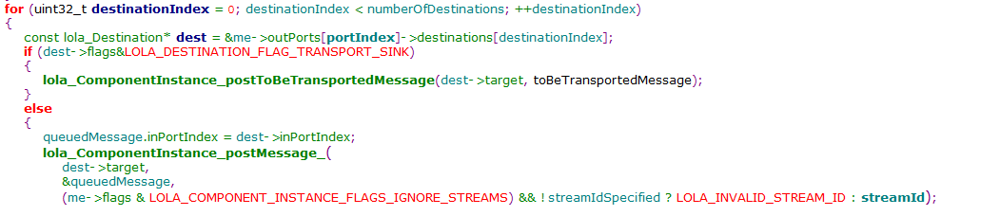 for (uint32_t destinationIndex = 0; destinationIndex < numberOfDestinations; ++destinationIndex)
{
const lola_Destination* dest = &me->outPorts[portIndex]->destinations[destinationIndex];
if (dest->flags&LOLA_DESTINATION_FLAG_TRANSPORT_SINK)
{
lola_ComponentInstance_postToBeTransportedMessage(dest->target, toBeTransportedMessage);
}
else
{
queuedMessage.inPortIndex = dest->inPortIndex;
lola_ComponentInstance_postMessage_(
dest->target,
&queuedMessage,
(me->flags & LOLA_COMPONENT_INSTANCE_FLAGS_IGNORE_STREAMS) && ! streamIdSpecified ? LOLA_INVALID_STREAM_ID : streamId);